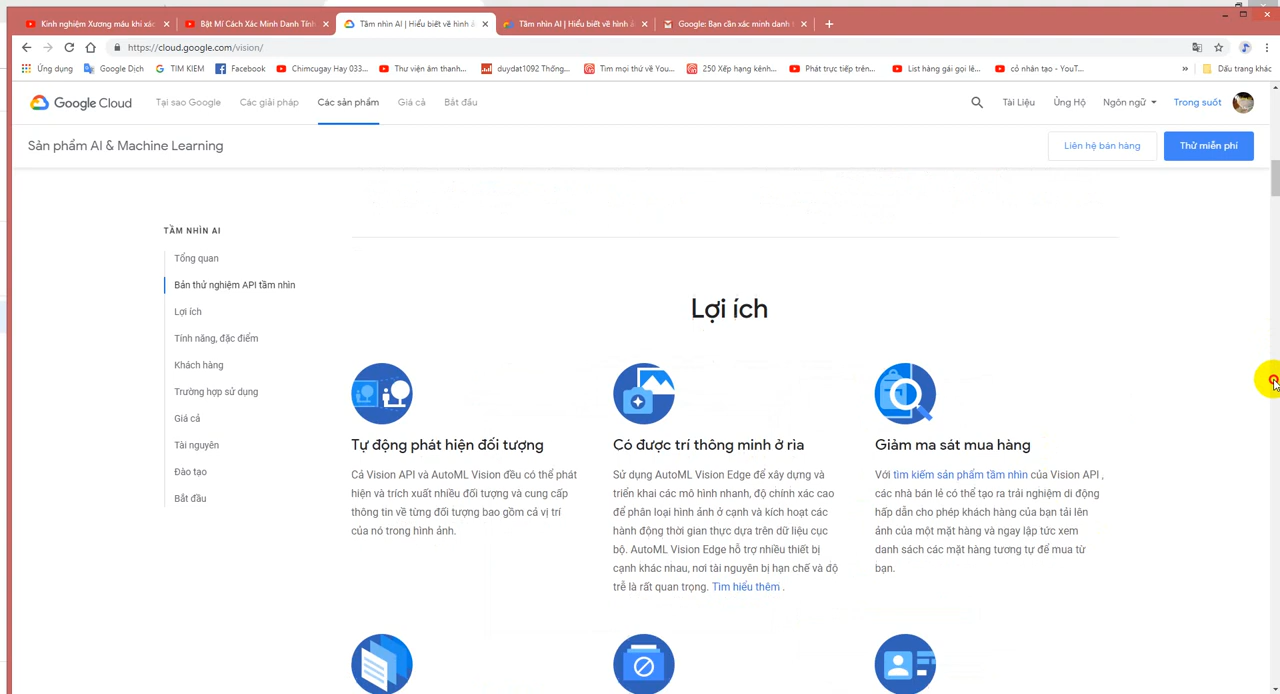 Kinh nghiệm Xương máu khi xác
Bật Mí Cách Xác Minh Danh Tính
Tầm nhìn AI | Hiểu biết về hình ả
Tầm nhìn AI | Hiểu biết về hình ả
Google: Bạn cần xác minh danh t
https://cloud.google.com/vision/
Ứng dụng
Google Dịch
TIM KIEM
Facebook
Chimcugay Hay 033...
Thư viện âm thanh...
duydat1092 Thống...
Tìm mọi thứ về You...
250 Xếp hạng kênh...
Phát trực tiếp trên...
List hàng gái gọi lẻ...
cỏ nhân tạo - YouT...
»
Dấu trang khác
Google Cloud
Tại sao Google
Các giải pháp
Các sản phẩm
Giá cả
Bắt đầu
Tài Liệu
Ủng Hộ
Ngôn ngữ
Trong suốt
Sản phẩm AI & Machine Learning
Liên hệ bán hàng
Thử miễn phí
TẦM NHÌN AI
Tổng quan
Bản thử nghiệm API tầm nhìn
Lợi ích
Tính năng, đặc điểm
Khách hàng
Trường hợp sử dụng
Giá cả
Tài nguyên
Đào tạo
Bắt đầu
Lợi ích
Tự động phát hiện đối tượng
Cả Vision API và AutoML Vision đều có thể phát
hiện và trích xuất nhiều đối tượng và cung cấp
thông tin về từng đối tượng bao gồm cả vị trí
của nó trong hình ảnh.
Có được trí thông minh ở rìa
Sử dụng AutoML Vision Edge để xây dựng và
triển khai các mô hình nhanh, độ chính xác cao
để phân loại hình ảnh ở cạnh và kích hoạt các
hành động thời gian thực dựa trên dữ liệu cục
bộ. AutoML Vision Edge hỗ trợ nhiều thiết bị
cạnh khác nhau, nơi tài nguyên bị hạn chế và độ
trễ là rất quan trọng. Tìm hiểu thêm .
Giảm ma sát mua hàng
Với tìm kiếm sản phẩm tầm nhìn của Vision API ,
các nhà bán lẻ có thể tạo ra trải nghiệm di động
hấp dẫn cho phép khách hàng của bạn tải lên
ảnh của một mặt hàng và ngay lập tức xem
danh sách các mặt hàng tương tự để mua từ
bạn.